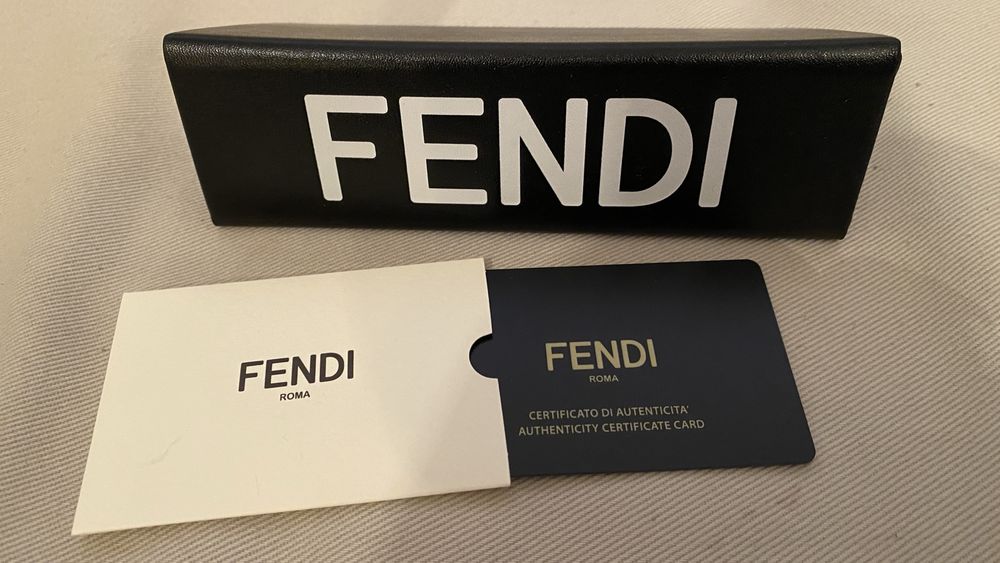 FENDI
FENDI
ROMA
FENDI
ROMA
CERTIFICATO DI AUTENTICITA'
AUTHENTICITY CERTIFICATE CARD